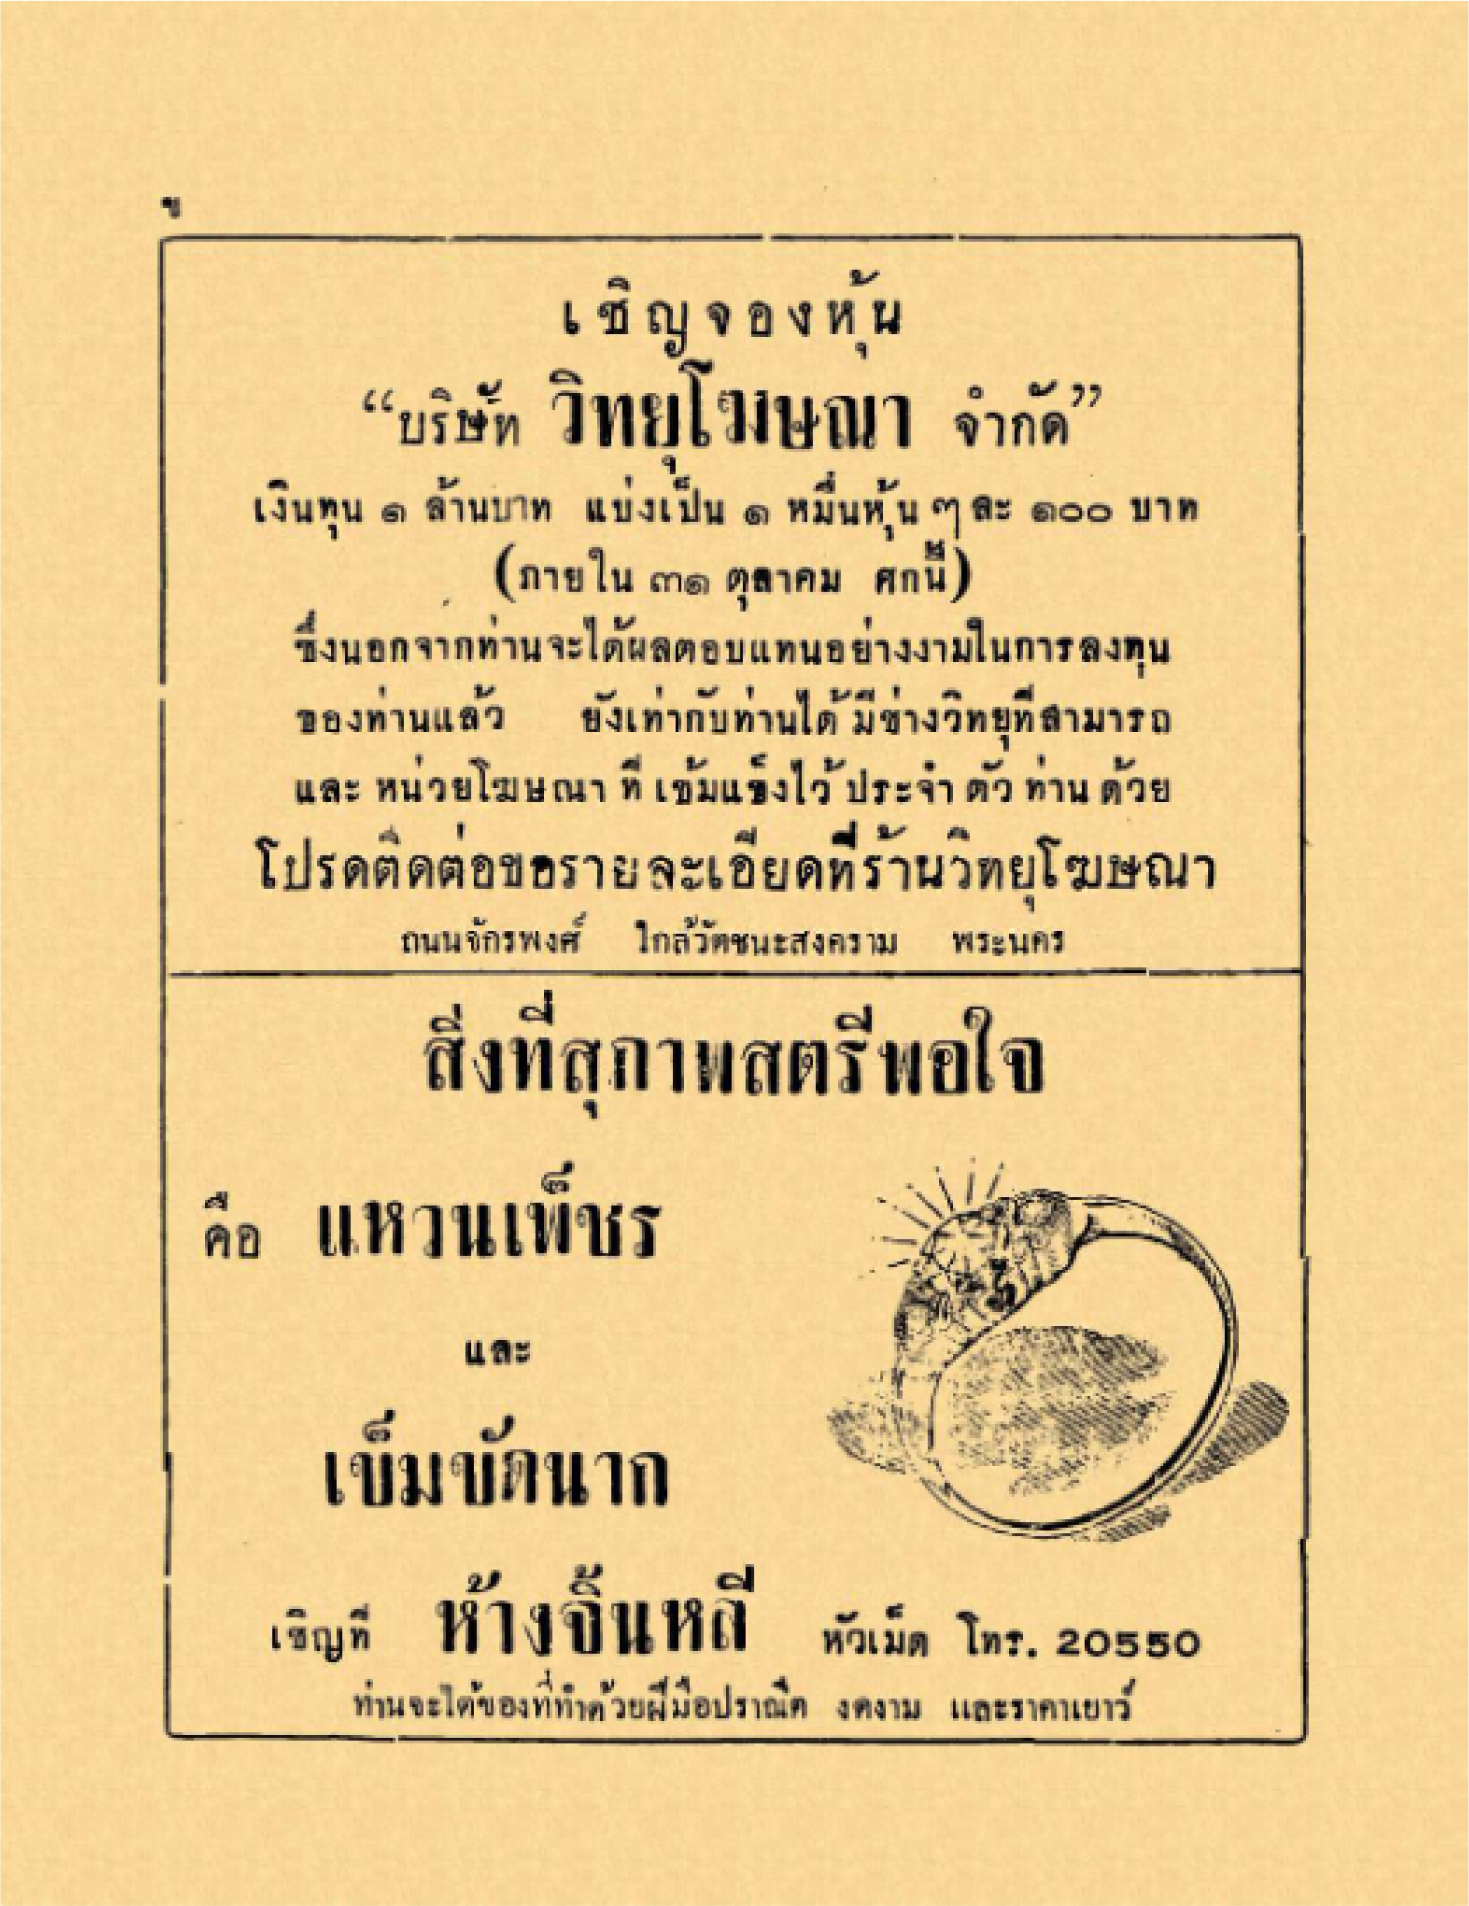 ข
เชิญจองหุ้น
“บริษัท วิทยุโฆษณา จำกัด”
เงินทุน ๑ ล้านบาท แบ่งเป็น ๑ หมื่นหุ้น ๆ ละ ๑๐๐ บาท
(ภายใน ๓๑ ตุลาคม ศกนี้)
ซึ่งนอกจากท่านจะได้ผลตอบแทนอย่างงามในการลงทุน
ของท่านแล้ว ยังเท่ากับท่านได้มีช่างวิทยุที่สามารถ
และ หน่วยโฆษณา ที่ เข้มแข็งไว้ ประจำ ตัว ท่าน ด้วย
โปรดติดต่อขอรายละเอียดที่ร้านวิทยุโฆษณา
ถนนจักรพงศ์ ใกล้วัดชนะสงคราม พระนคร
สิ่งที่สุภาพสตรีพอใจ
คือ แหวนเพ็ชร
และ
เข็มขัดนาก
เชิญที่ ห้างจิ้นหลี หัวเม็ด โทร. 20550
ท่านจะได้ของที่ทำด้วยฝีมือปราณีต งดงาม และราคาเยาว์